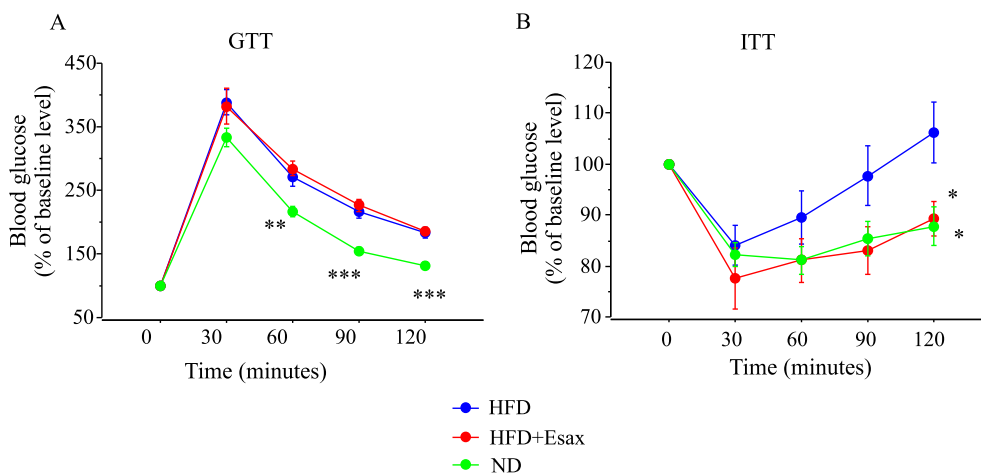 A
GTT
Blood glucose
(% of baseline level)
450
350
250
150
50
**
***
***
0 30 60 90 120
Time (minutes)
B
ITT
Blood glucose
(% of baseline level)
120
110
100
90
80
70
*
*
0 30 60 90 120
Time (minutes)
HFD
HFD+Esax
ND